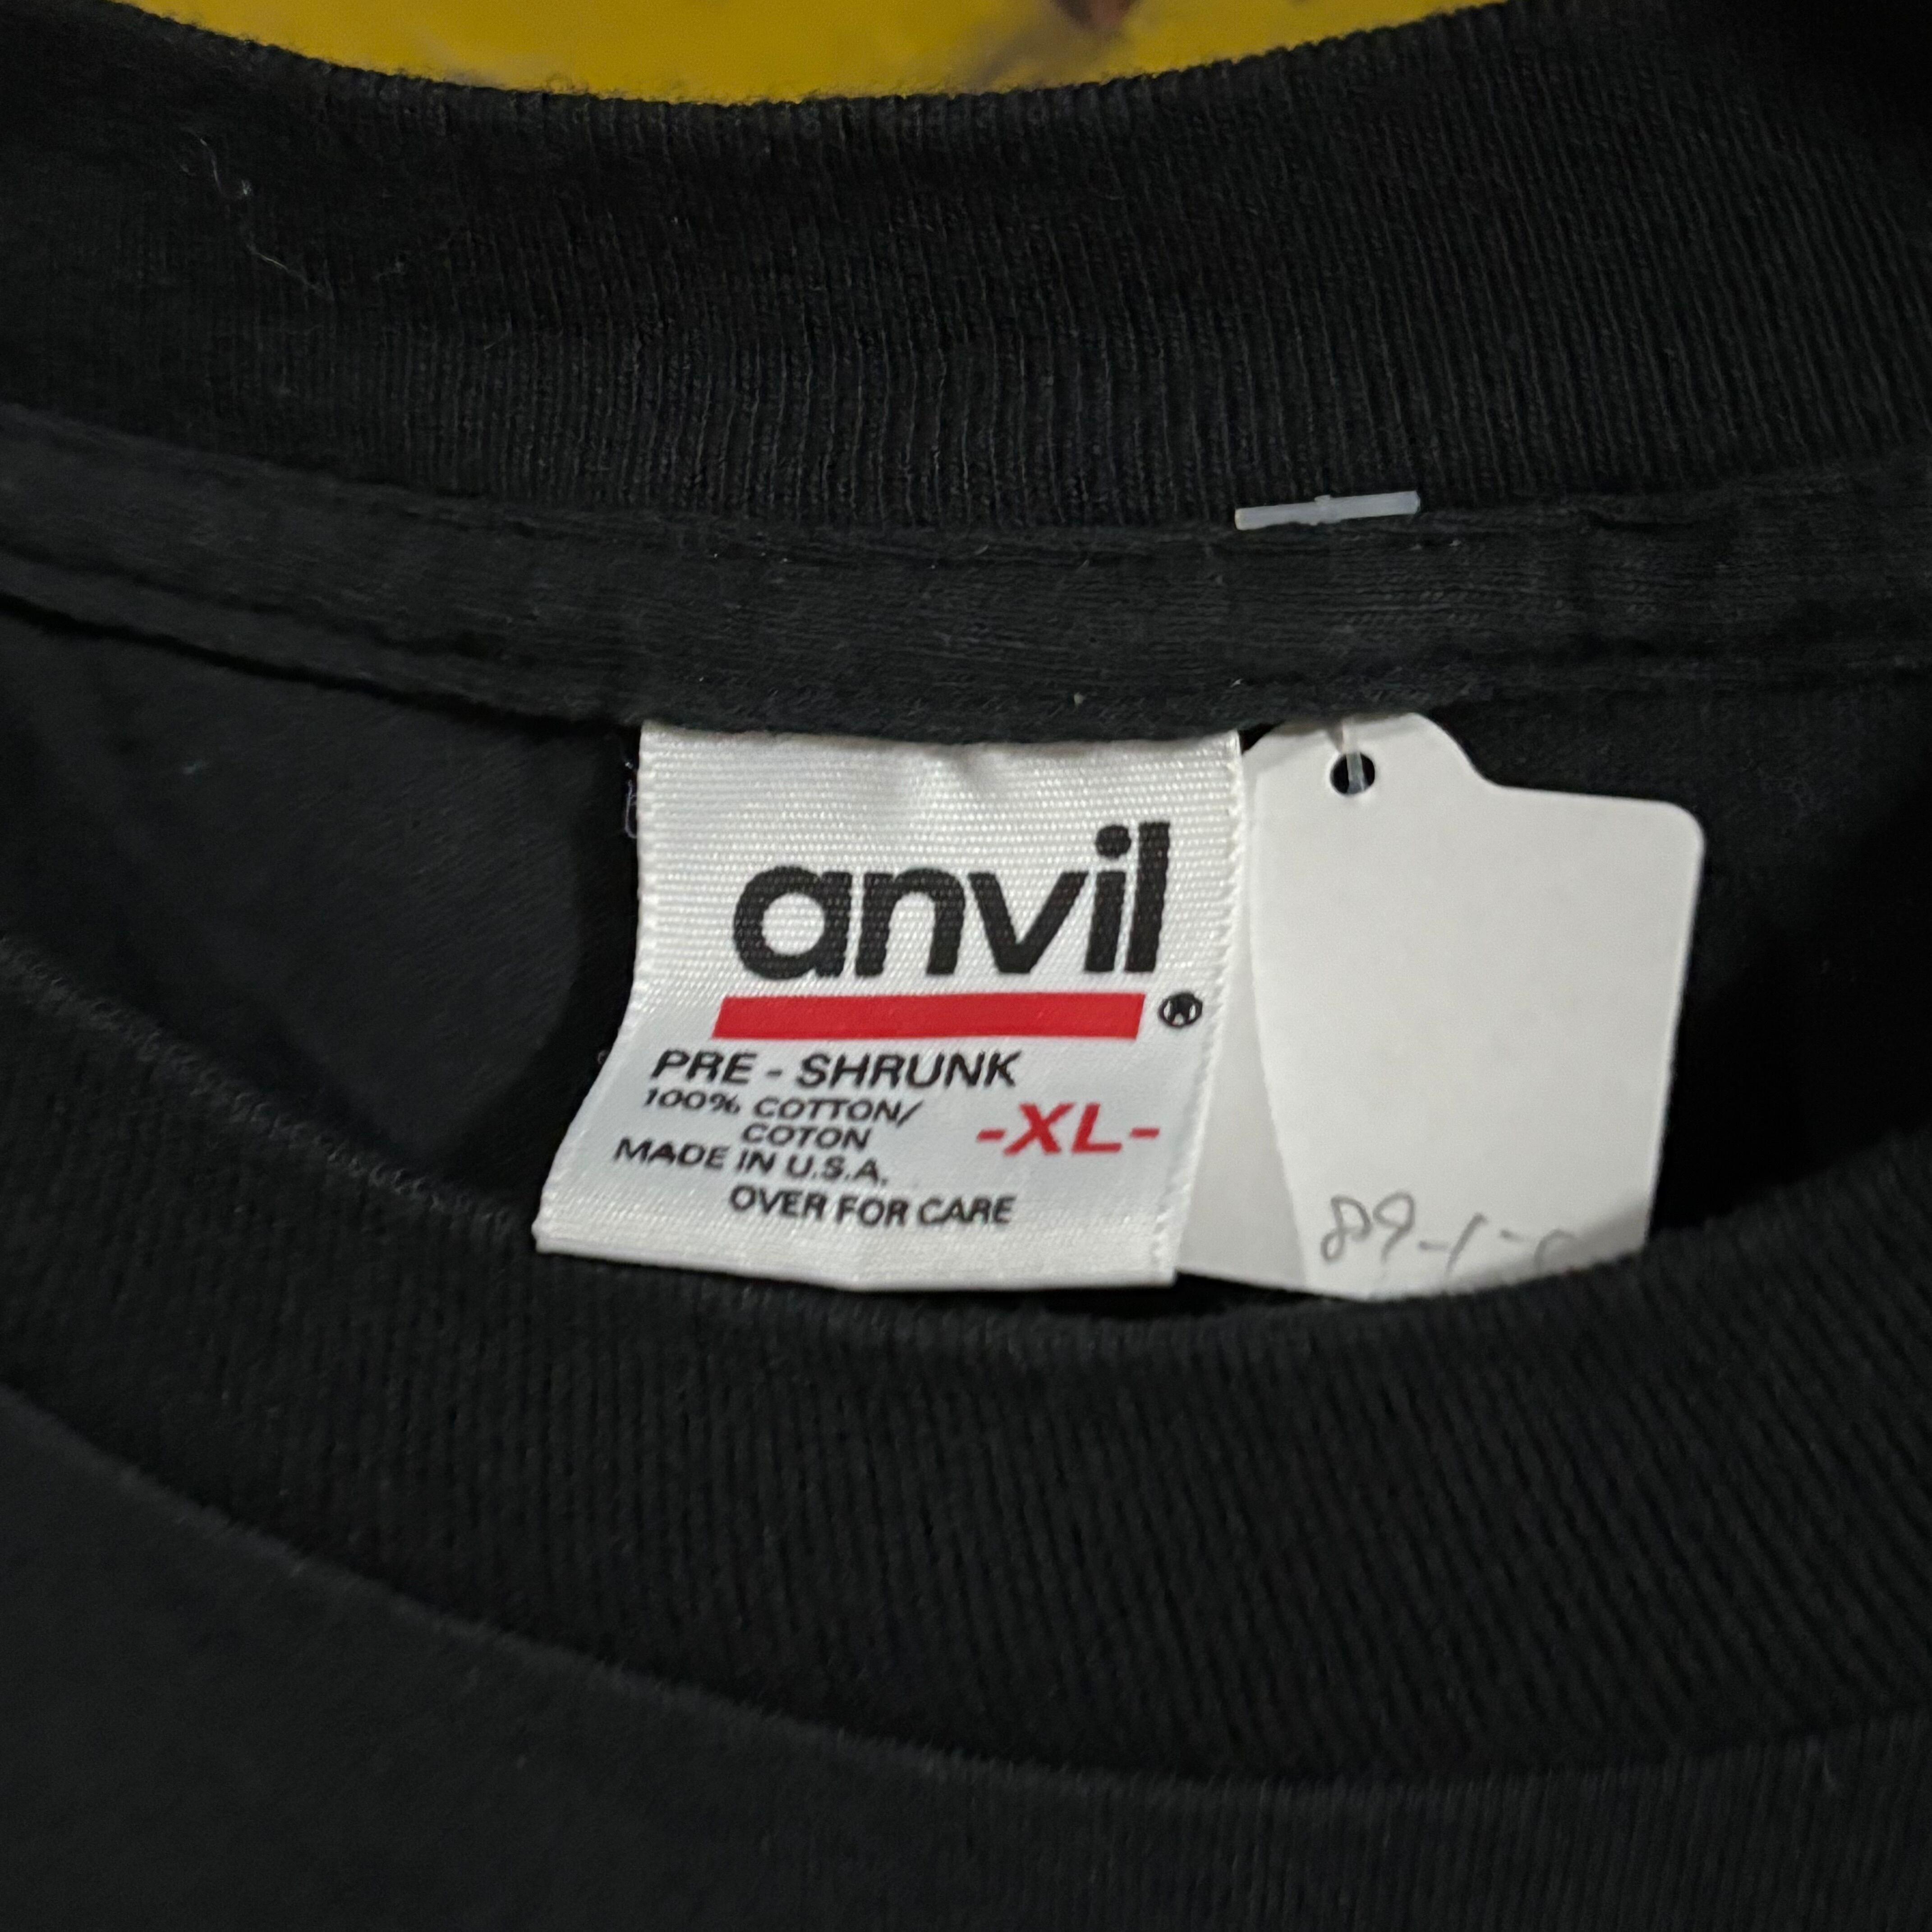 anvil
®
PRE - SHRUNK
100% COTTON/
COTON
-XL-
MADE IN U.S.A.
OVER FOR CARE